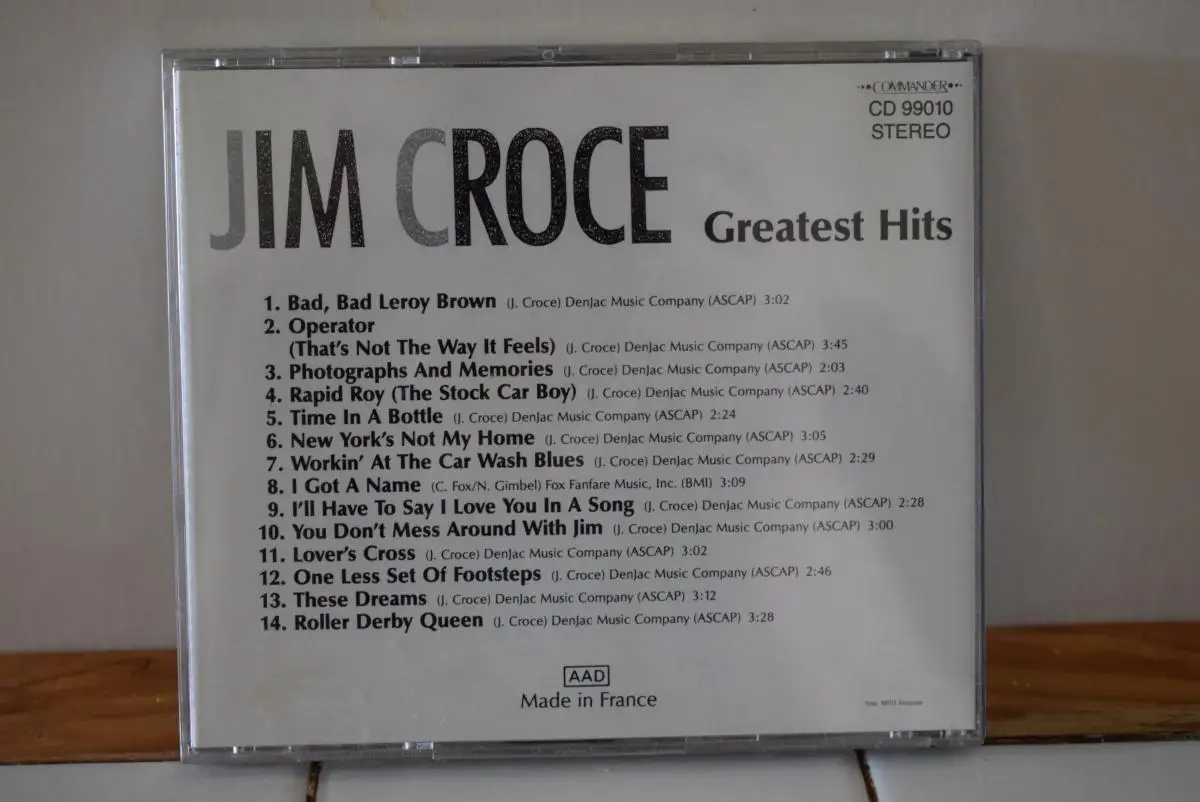 COMMANDER
CD 99010
STEREO
JIM CROCE Greatest Hits
1. Bad, Bad Leroy Brown (J. Croce) DenJac Music Company (ASCAP) 3:02
2. Operator
(That's Not The Way It Feels) (J. Croce) DenJac Music Company (ASCAP) 3:45
3. Photographs And Memories (J. Croce) DenJac Music Company (ASCAP) 2:03
4. Rapid Roy (The Stock Car Boy) (J. Croce) DenJac Music Company (ASCAP) 2:40
5. Time In A Bottle (J. Croce) DenJac Music Company (ASCAP) 2:24
6. New York's Not My Home (J. Croce) DenJac Music Company (ASCAP) 3:05
7. Workin' At The Car Wash Blues (J. Croce) DenJac Music Company (ASCAP) 2:29
8. I Got A Name (C. Fox/N. Gimbel) Fox Fanfare Music, Inc. (BMI) 3:09
9. I'll Have To Say I Love You In A Song (J. Croce) DenJac Music Company (ASCAP) 2:28
10. You Don't Mess Around With Jim (J. Croce) DenJac Music Company (ASCAP) 3:00
11. Lover's Cross (J. Croce) DenJac Music Company (ASCAP) 3:02
12. One Less Set Of Footsteps (J. Croce) DenJac Music Company (ASCAP) 2:46
13. These Dreams (J. Croce) DenJac Music Company (ASCAP) 3:12
14. Roller Derby Queen (J. Croce) DenJac Music Company (ASCAP) 3:28
AAD
Made in France